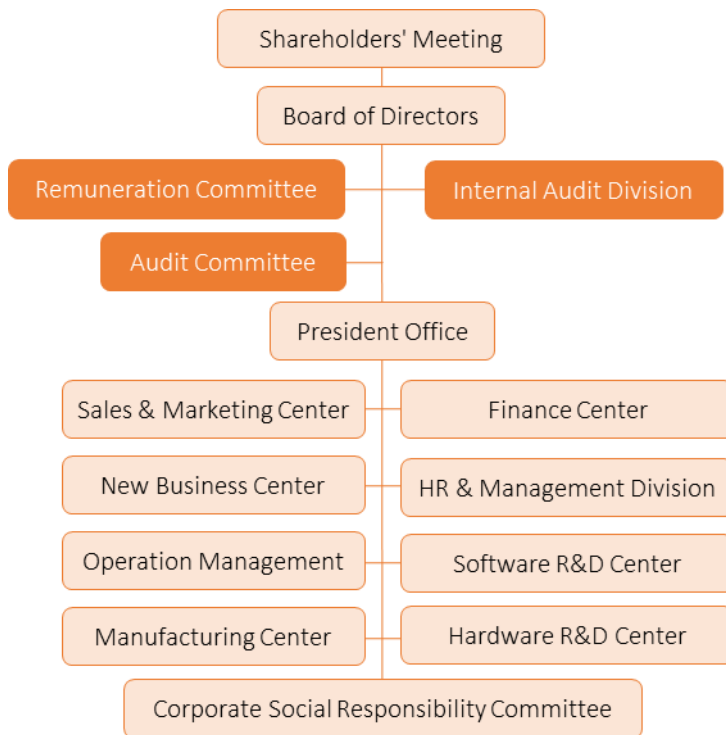 Shareholders' Meeting
Board of Directors
Remuneration Committee
Internal Audit Division
Audit Committee
President Office
Sales & Marketing Center
Finance Center
New Business Center
HR & Management Division
Operation Management
Software R&D Center
Manufacturing Center
Hardware R&D Center
Corporate Social Responsibility Committee